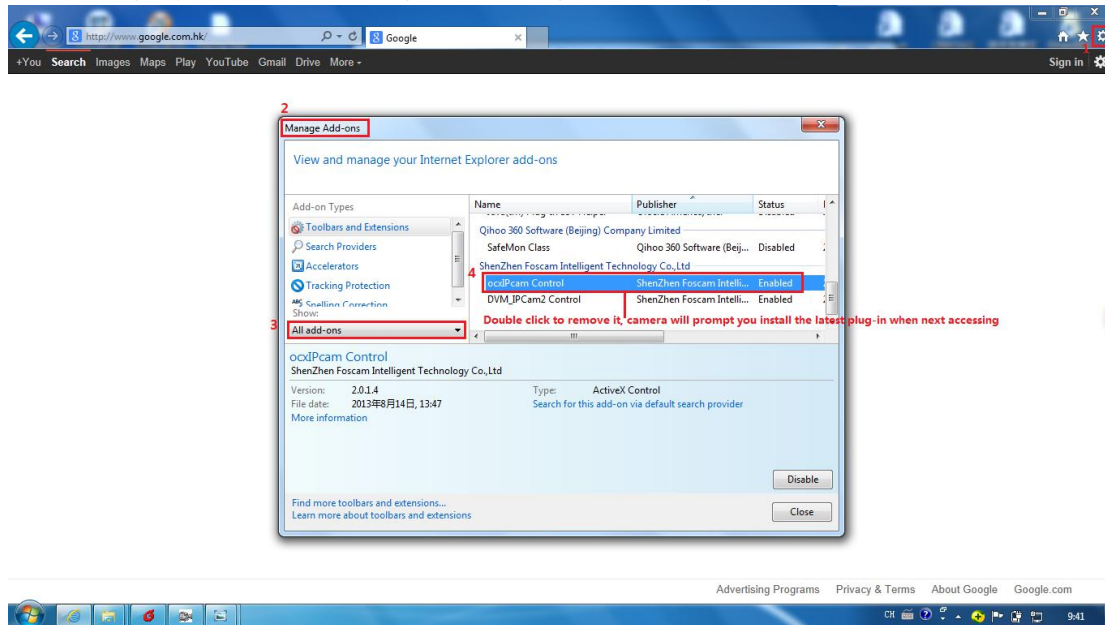 http://www.google.com.hk/
Google
1
+You Search Images Maps Play YouTube Gmail Drive More
Sign in
2
Manage Add-ons
View and manage your Internet Explorer add-ons
Add-on Types
Toolbars and Extensions
Search Providers
Accelerators
Tracking Protection
Spelling Correction
Show:
3
All add-ons
Name Publisher Status
Qihoo 360 Software (Beijing) Company Limited
SafeMon Class Qihoo 360 Software (Beij... Disabled
ShenZhen Foscam Intelligent Technology Co.,Ltd
4
ocxIPcam Control ShenZhen Foscam Intelli... Enabled
DVM_IPCam2 Control ShenZhen Foscam Intelli... Enabled
Double click to remove it, camera will prompt you install the latest plug-in when next accessing
ocxIPcam Control
ShenZhen Foscam Intelligent Technology Co.,Ltd
Version: 2.0.1.4
Type: ActiveX Control
File date: 2013年8月14日, 13:47
Search for this add-on via default search provider
More information
Disable
Find more toolbars and extensions...
Learn more about toolbars and extensions
Close
Advertising Programs Privacy & Terms About Google Google.com
CH
9:41